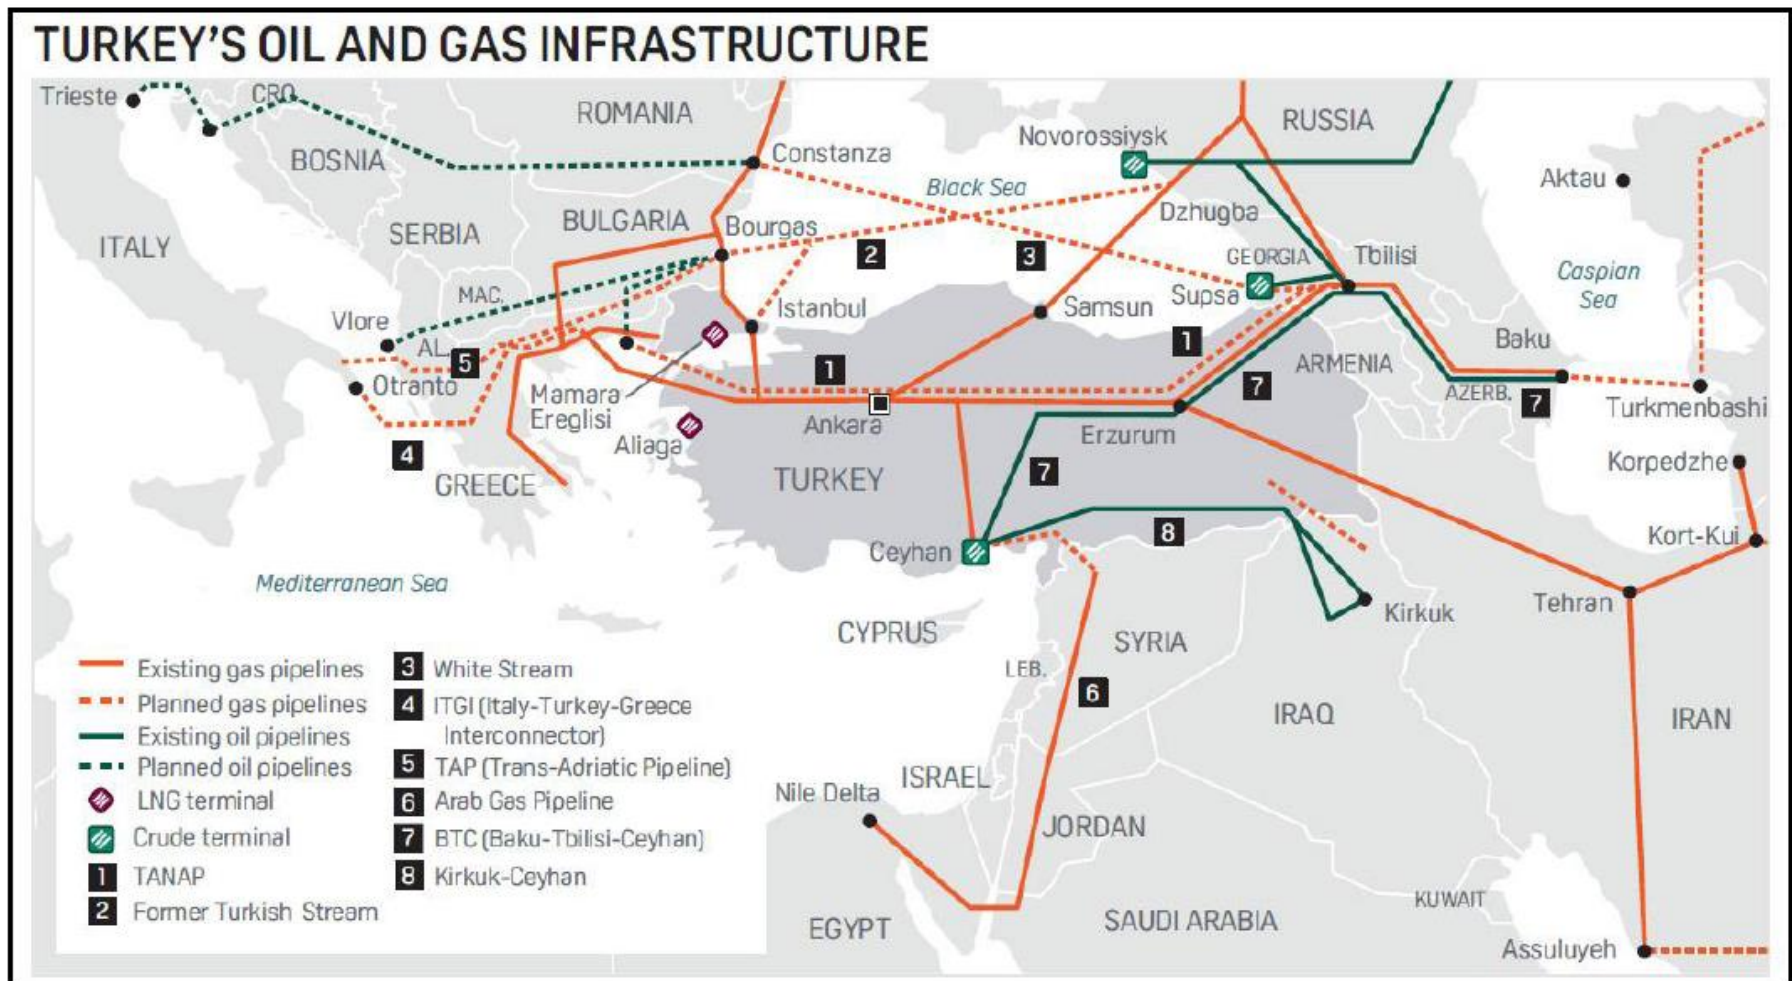 TURKEY'S OIL AND GAS INFRASTRUCTURE
Trieste
CRO.
ROMANIA
RUSSIA
Novorossiysk
BOSNIA
Constanza
Black Sea
Aktau
Dzhugba
ITALY
SERBIA
BULGARIA
Bourgas
2
3
GEORGIA
Tbilisi
Caspian
Sea
MAC.
Supsa
Vlore
Istanbul
Samsun
1
Baku
AL.
5
1
ARMENIA
Otranto
Mamara
Ereglisi
7
AZERB.
7
Turkmenbashi
Aliaga
Ankara
Erzurum
4
GREECE
TURKEY
7
Korpedzhe
8
Kort-Kui
Ceyhan
Mediterranean Sea
Kirkuk
Tehran
CYPRUS
SYRIA
LEB.
6
IRAQ
IRAN
ISRAEL
Nile Delta
JORDAN
KUWAIT
EGYPT
SAUDI ARABIA
Assuluyeh
Existing gas pipelines
Planned gas pipelines
Existing oil pipelines
Planned oil pipelines
LNG terminal
Crude terminal
1 TANAP
2 Former Turkish Stream
3 White Stream
4 ITGI (Italy-Turkey-Greece
Interconnector)
5 TAP (Trans-Adriatic Pipeline)
6 Arab Gas Pipeline
7 BTC (Baku-Tbilisi-Ceyhan)
8 Kirkuk-Ceyhan